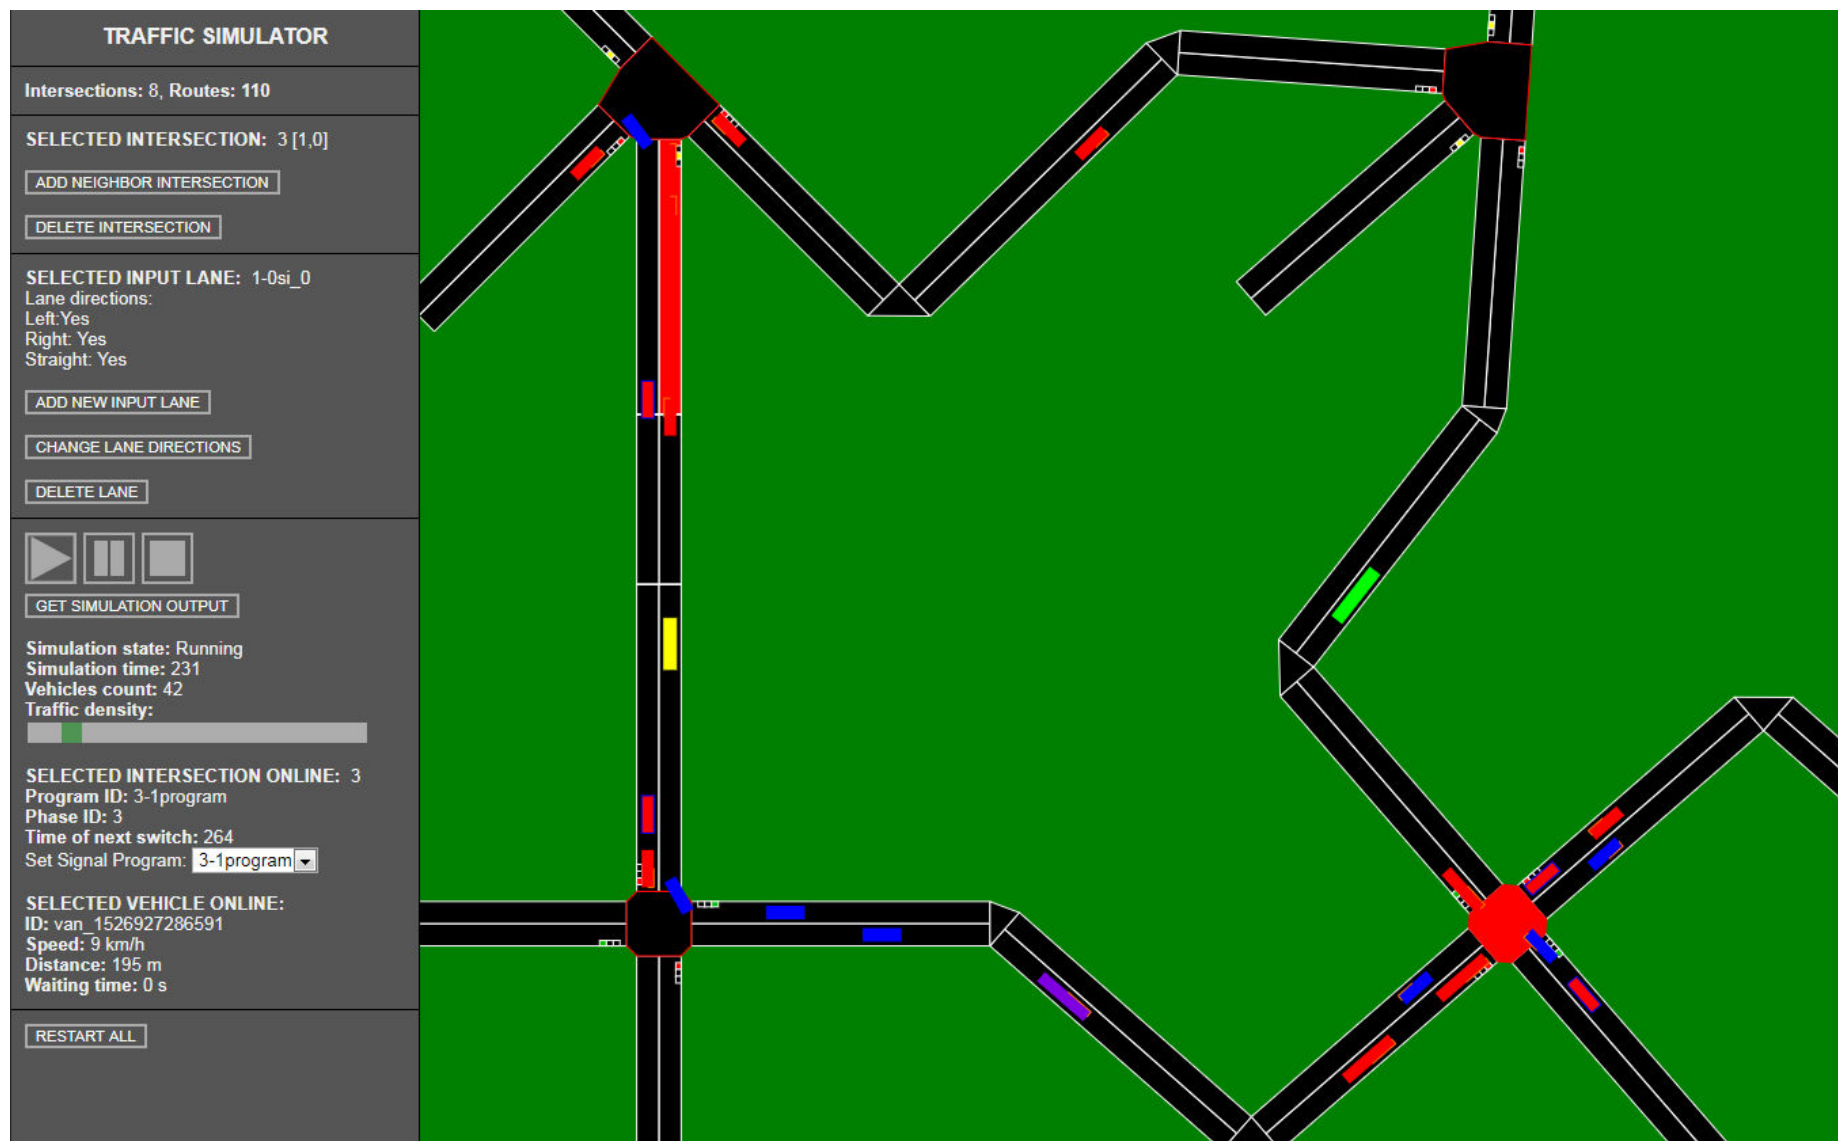 TRAFFIC SIMULATOR
Intersections: 8, Routes: 110
SELECTED INTERSECTION: 3 [1,0]
ADD NEIGHBOR INTERSECTION
DELETE INTERSECTION
SELECTED INPUT LANE: 1-0si_0
Lane directions:
Left:Yes
Right: Yes
Straight: Yes
ADD NEW INPUT LANE
CHANGE LANE DIRECTIONS
DELETE LANE
GET SIMULATION OUTPUT
Simulation state: Running
Simulation time: 231
Vehicles count: 42
Traffic density:
SELECTED INTERSECTION ONLINE: 3
Program ID: 3-1program
Phase ID: 3
Time of next switch: 264
Set Signal Program: 3-1program
SELECTED VEHICLE ONLINE:
ID: van_1526927286591
Speed: 9 km/h
Distance: 195 m
Waiting time: 0 s
RESTART ALL